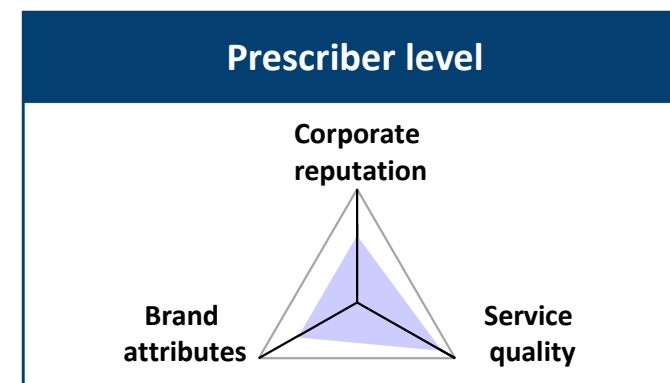 Prescriber level
Corporate
reputation
Brand
attributes
Service
quality